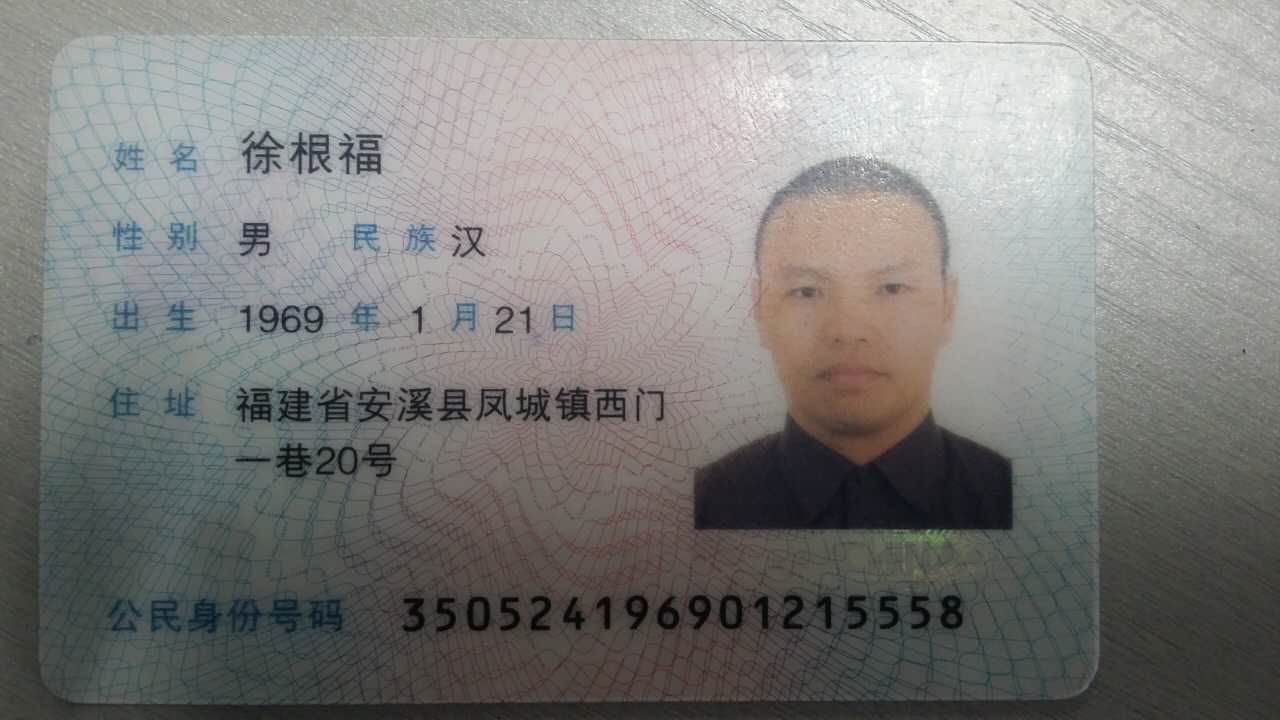 姓名 徐根福
性别 男 民族 汉
出生 1969 年 1 月 21 日
住址 福建省安溪县凤城镇西门
一巷20号
公民身份号码 350524196901215558